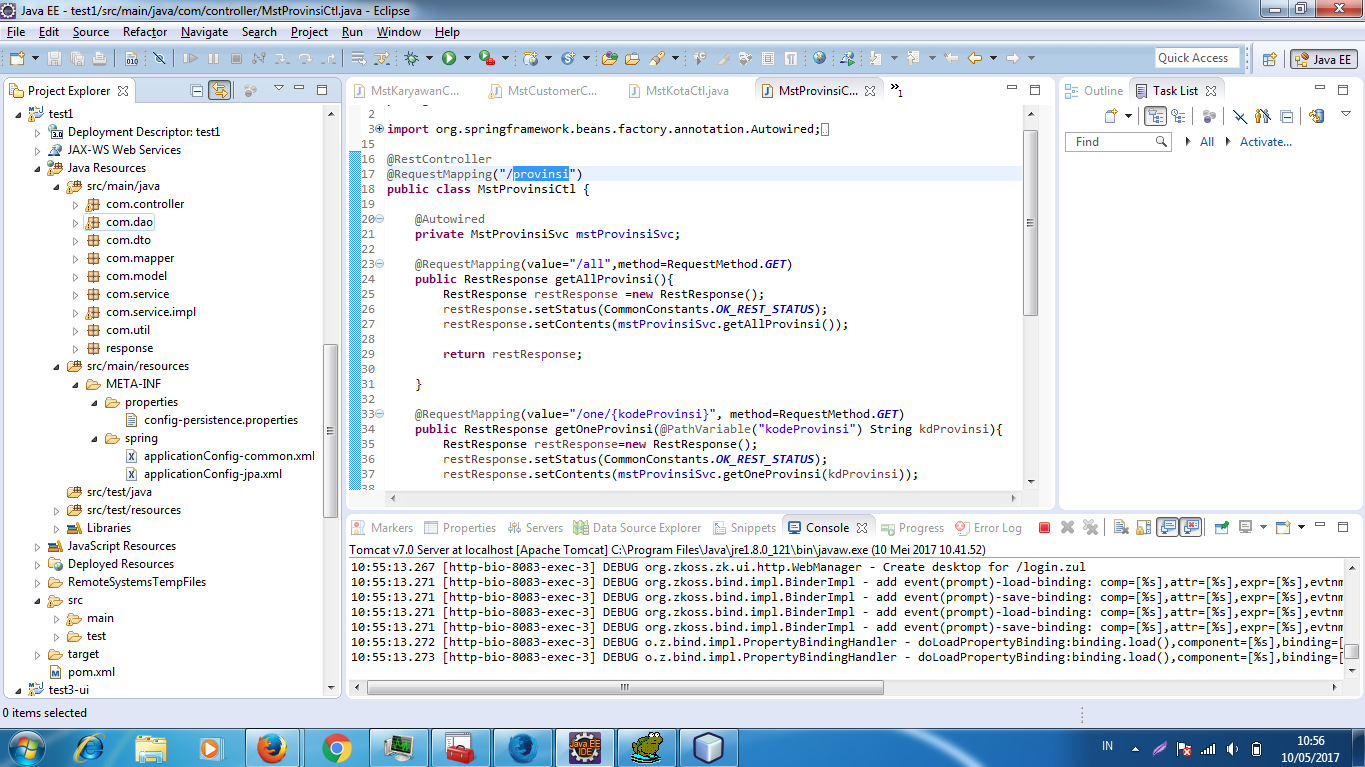 Java EE - test1/src/main/java/com/controller/MstProvinsiCtl.java - Eclipse
File Edit Source Refactor Navigate Search Project Run Window Help
Quick Access
Java EE
Project Explorer
test1
Deployment Descriptor: test1
JAX-WS Web Services
Java Resources
src/main/java
com.controller
com.dao
com.dto
com.mapper
com.model
com.service
com.service.impl
com.util
response
src/main/resources
META-INF
properties
config-persistence.properties
spring
applicationConfig-common.xml
applicationConfig-jpa.xml
src/test/java
src/test/resources
Libraries
JavaScript Resources
Deployed Resources
RemoteSystemsTempFiles
src
main
test
target
pom.xml
test3-ui
MstKaryawanC... MstCustomerC... MstKotaCtl.java MstProvinsiC... »1
2
3 import org.springframework.beans.factory.annotation.Autowired;
15
16 @RestController
17 @RequestMapping("/provinsi")
18 public class MstProvinsiCtl {
19
20 @Autowired
21 private MstProvinsiSvc mstProvinsiSvc;
22
23 @RequestMapping(value="/all",method=RequestMethod.GET)
24 public RestResponse getAllProvinsi(){
25 RestResponse restResponse =new RestResponse();
26 restResponse.setStatus(CommonConstants.OK_REST_STATUS);
27 restResponse.setContents(mstProvinsiSvc.getAllProvinsi());
28
29 return restResponse;
30
31 }
32
33 @RequestMapping(value="/one/{kodeProvinsi}", method=RequestMethod.GET)
34 public RestResponse getOneProvinsi(@PathVariable("kodeProvinsi") String kdProvinsi){
35 RestResponse restResponse=new RestResponse();
36 restResponse.setStatus(CommonConstants.OK_REST_STATUS);
37 restResponse.setContents(mstProvinsiSvc.getOneProvinsi(kdProvinsi));
38
Outline Task List
Find All Activate...
Markers Properties Servers Data Source Explorer Snippets Console Progress Error Log
Tomcat v7.0 Server at localhost [Apache Tomcat] C:\Program Files\Java\jre1.8.0_121\bin\javaw.exe (10 Mei 2017 10.41.52)
10:55:13.267 [http-bio-8083-exec-3] DEBUG org.zkoss.zk.ui.http.WebManager - Create desktop for /login.zul
10:55:13.271 [http-bio-8083-exec-3] DEBUG org.zkoss.bind.impl.BinderImpl - add event(prompt)-load-binding: comp=[%s],attr=[%s],expr=[%s],evtnm
10:55:13.271 [http-bio-8083-exec-3] DEBUG org.zkoss.bind.impl.BinderImpl - add event(prompt)-save-binding: comp=[%s],attr=[%s],expr=[%s],evtnm
10:55:13.271 [http-bio-8083-exec-3] DEBUG org.zkoss.bind.impl.BinderImpl - add event(prompt)-load-binding: comp=[%s],attr=[%s],expr=[%s],evtnm
10:55:13.271 [http-bio-8083-exec-3] DEBUG org.zkoss.bind.impl.BinderImpl - add event(prompt)-save-binding: comp=[%s],attr=[%s],expr=[%s],evtnm
10:55:13.272 [http-bio-8083-exec-3] DEBUG o.z.bind.impl.PropertyBindingHandler - doLoadPropertyBinding:binding.load(),component=[%s],binding=[
10:55:13.273 [http-bio-8083-exec-3] DEBUG o.z.bind.impl.PropertyBindingHandler - doLoadPropertyBinding:binding.load(),component=[%s],binding=[
0 items selected
Java EE
IDE
IN
10:56
10/05/2017